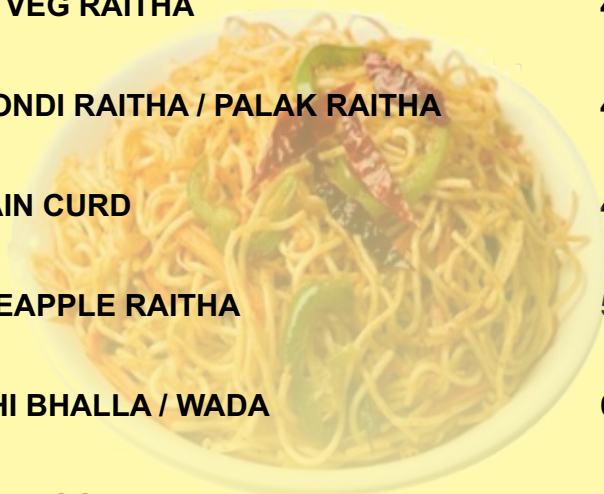 VEG RAITHA
ONDI RAITHA / PALAK RAITHA
AIN CURD
EAPPLE RAITHA
HI BHALLA / WADA